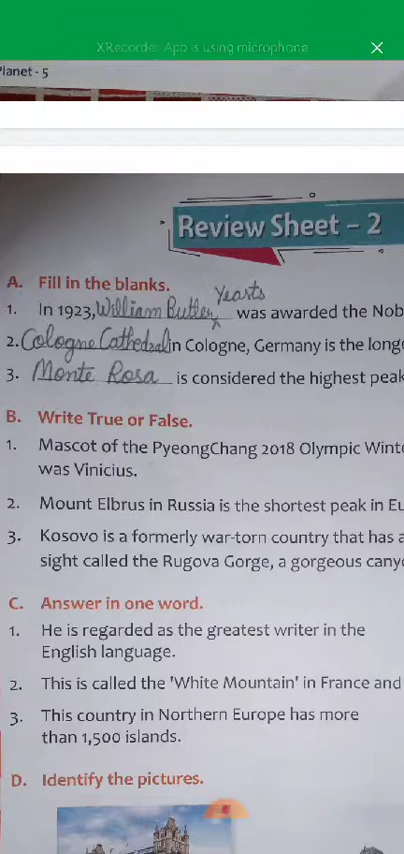 XRecorder App is using microphone
Planet - 5
Review Sheet - 2
A. Fill in the blanks.
Yearts
1. In 1923, William Butler was awarded the Nob
2. Cologne Cathedral in Cologne, Germany is the long
3. Monte Rosa is considered the highest peak
B. Write True or False.
1. Mascot of the PyeongChang 2018 Olympic Wint
was Vinicius.
2. Mount Elbrus in Russia is the shortest peak in Eu
3. Kosovo is a formerly war-torn country that has a
sight called the Rugova Gorge, a gorgeous cany
C. Answer in one word.
1. He is regarded as the greatest writer in the
English language.
2. This is called the 'White Mountain' in France and
3. This country in Northern Europe has more
than 1,500 islands.
D. Identify the pictures.